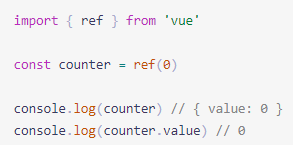 import { ref } from 'vue'
const counter = ref(0)
console.log(counter) // { value: 0 }
console.log(counter.value) // 0